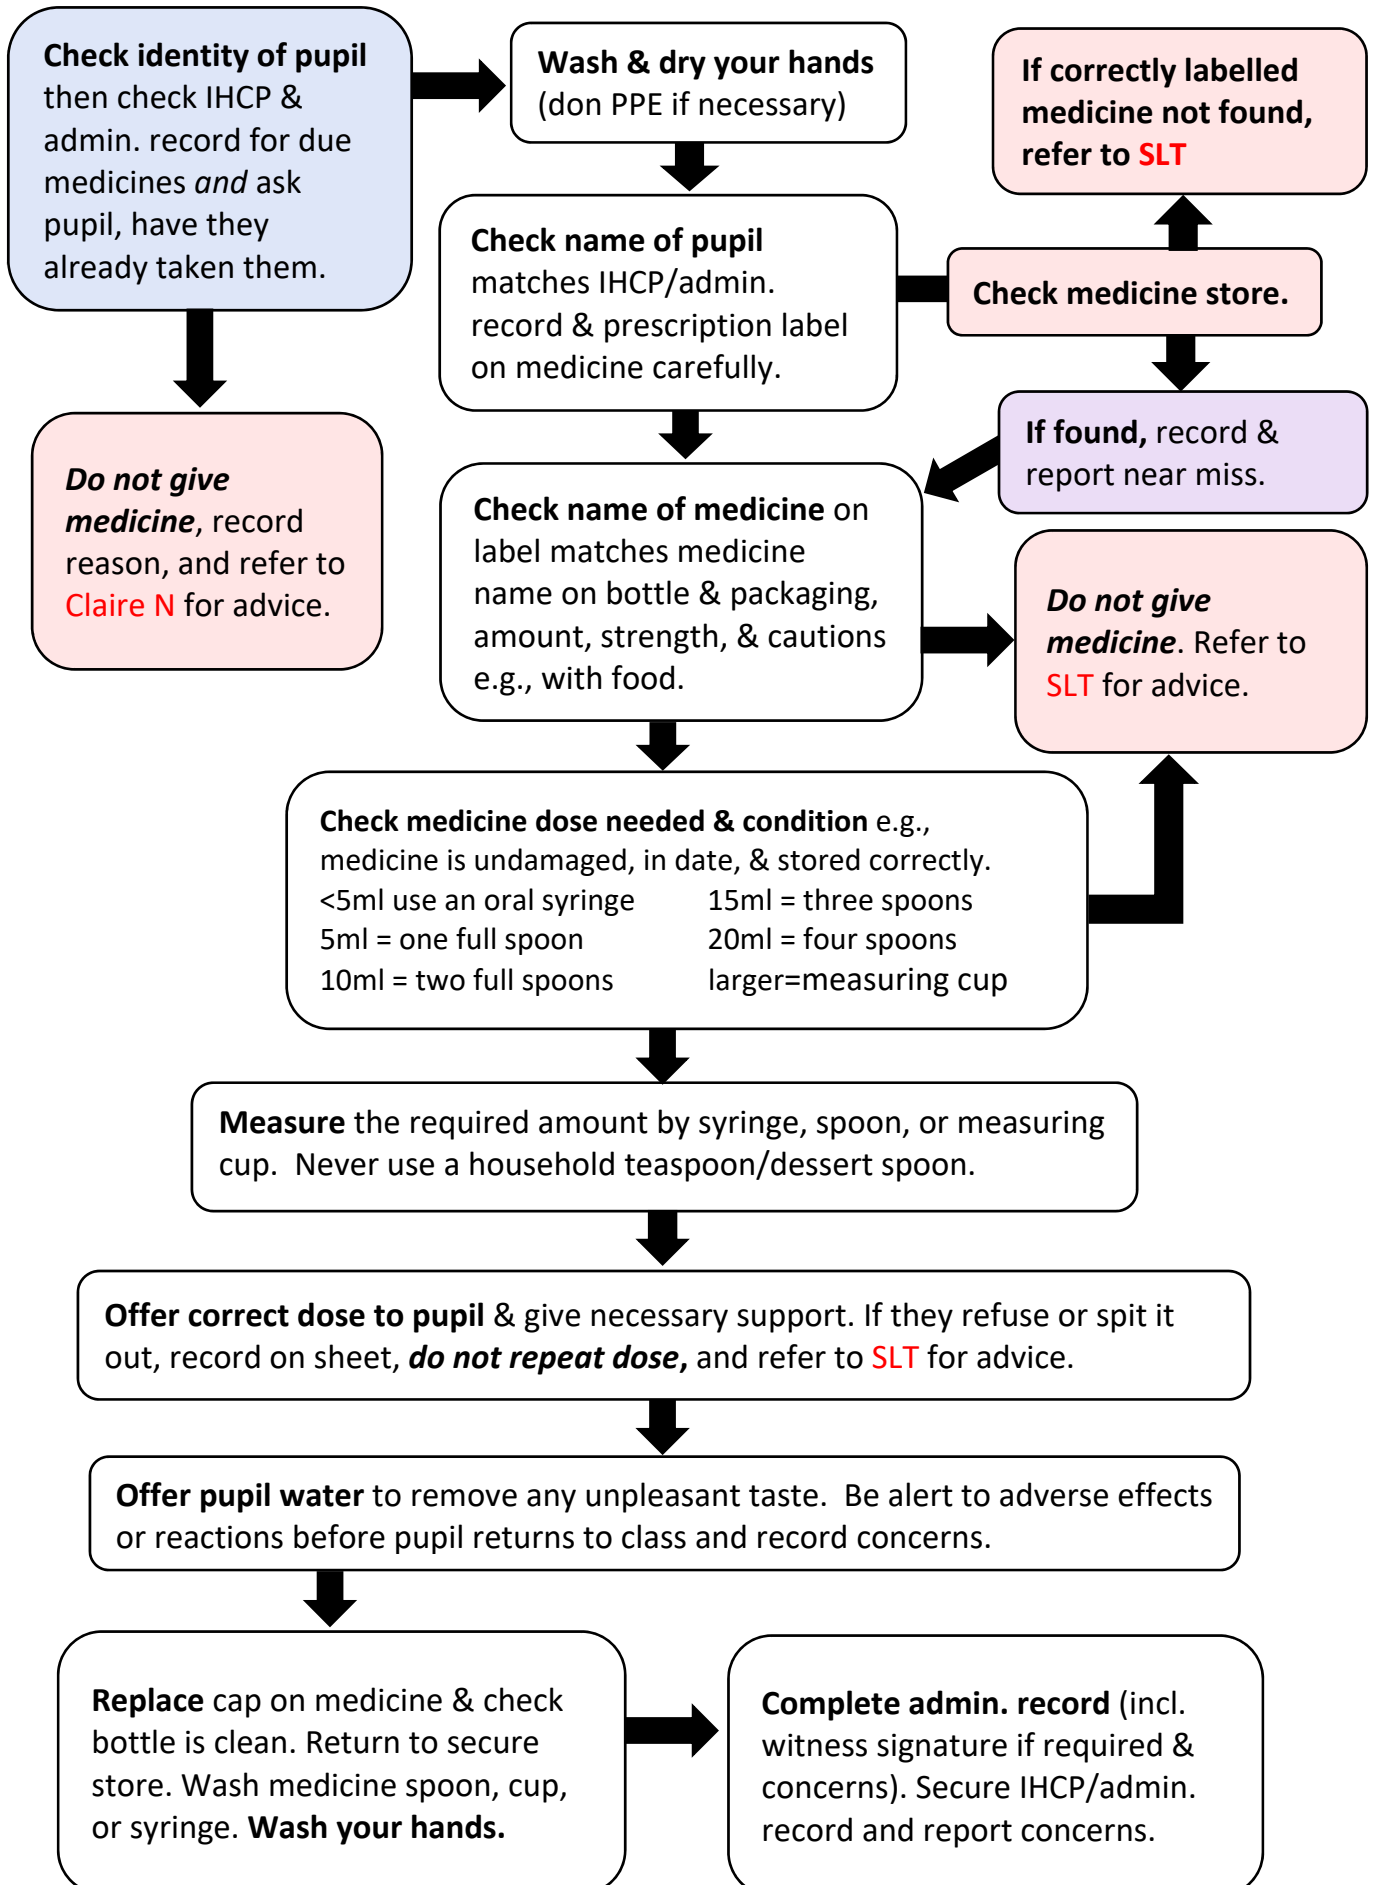 Check identity of pupil
then check IHCP &
admin. record for due
medicines and ask
pupil, have they
already taken them.
Wash & dry your hands
(don PPE if necessary)
If correctly labelled
medicine not found,
refer to SLT
Check name of pupil
matches IHCP/admin.
record & prescription label
on medicine carefully.
Check medicine store.
Do not give
medicine, record
reason, and refer to
Claire N for advice.
If found, record &
report near miss.
Check name of medicine on
label matches medicine
name on bottle & packaging,
amount, strength, & cautions
e.g., with food.
Do not give
medicine. Refer to
SLT for advice.
Check medicine dose needed & condition e.g.,
medicine is undamaged, in date, & stored correctly.
<5ml use an oral syringe 15ml = three spoons
5ml = one full spoon 20ml = four spoons
10ml = two full spoons larger=measuring cup
Measure the required amount by syringe, spoon, or measuring
cup. Never use a household teaspoon/dessert spoon.
Offer correct dose to pupil & give necessary support. If they refuse or spit it
out, record on sheet, do not repeat dose, and refer to SLT for advice.
Offer pupil water to remove any unpleasant taste. Be alert to adverse effects
or reactions before pupil returns to class and record concerns.
Replace cap on medicine & check
bottle is clean. Return to secure
store. Wash medicine spoon, cup,
or syringe. Wash your hands.
Complete admin. record (incl.
witness signature if required &
concerns). Secure IHCP/admin.
record and report concerns.